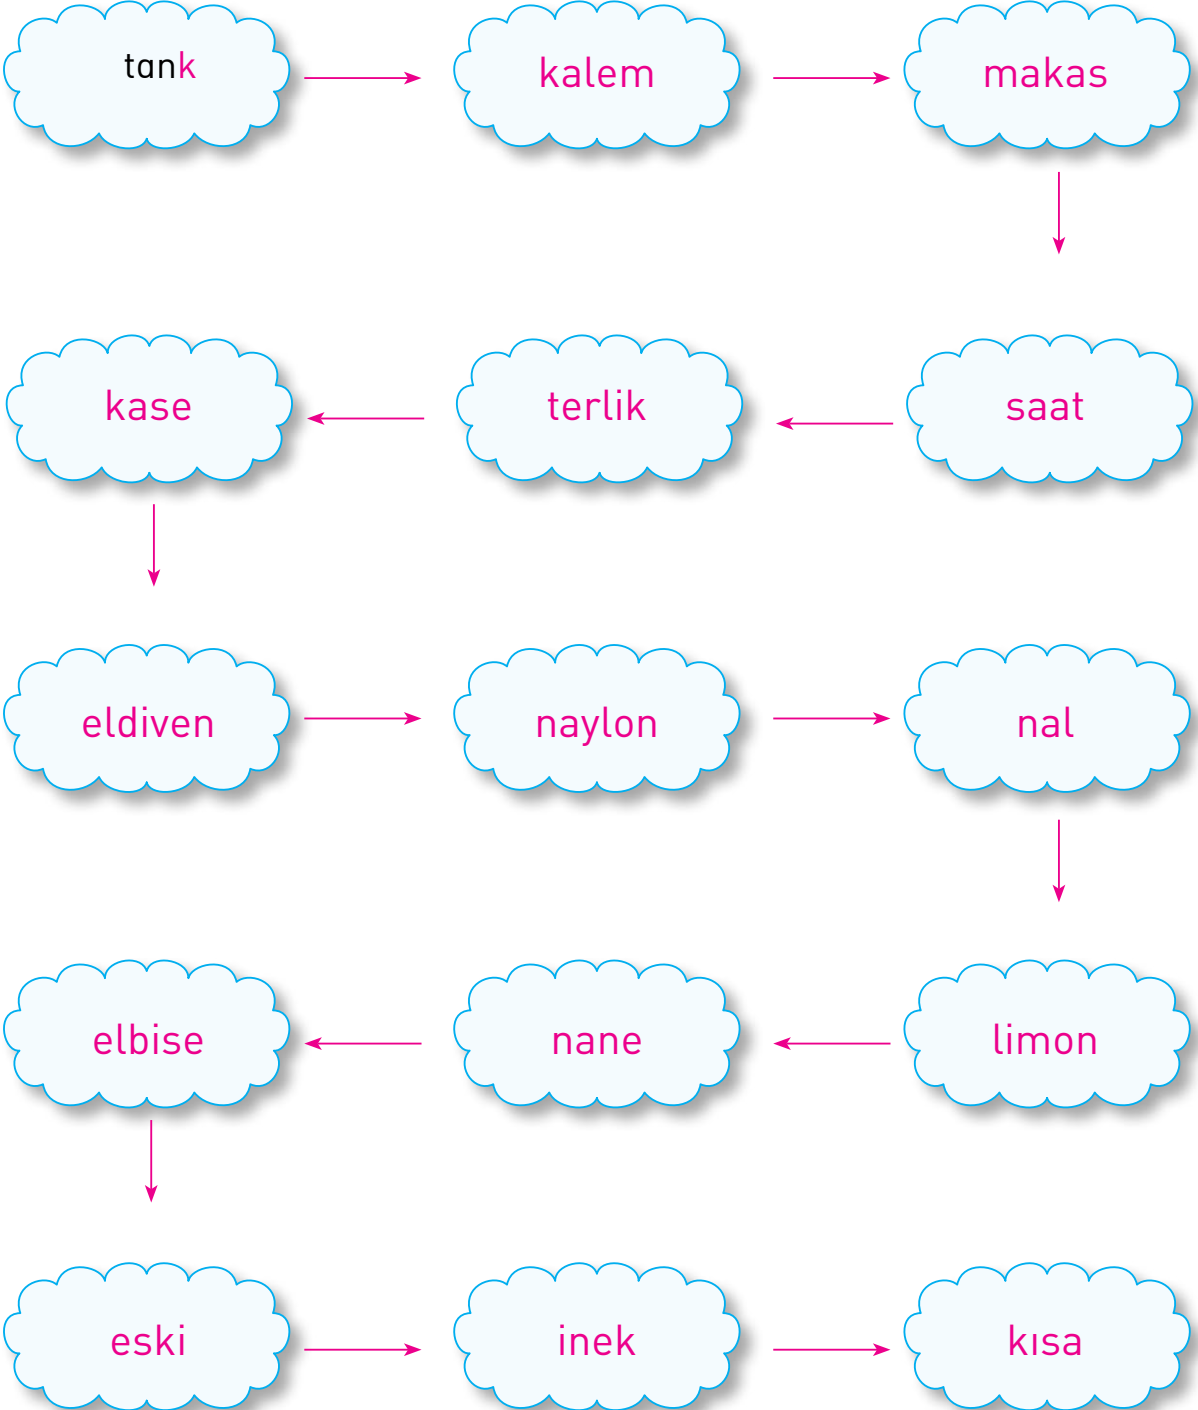 tank kalem makas
kase terlik saat
eldiven naylon nal
elbise nane limon
eski inek kısa